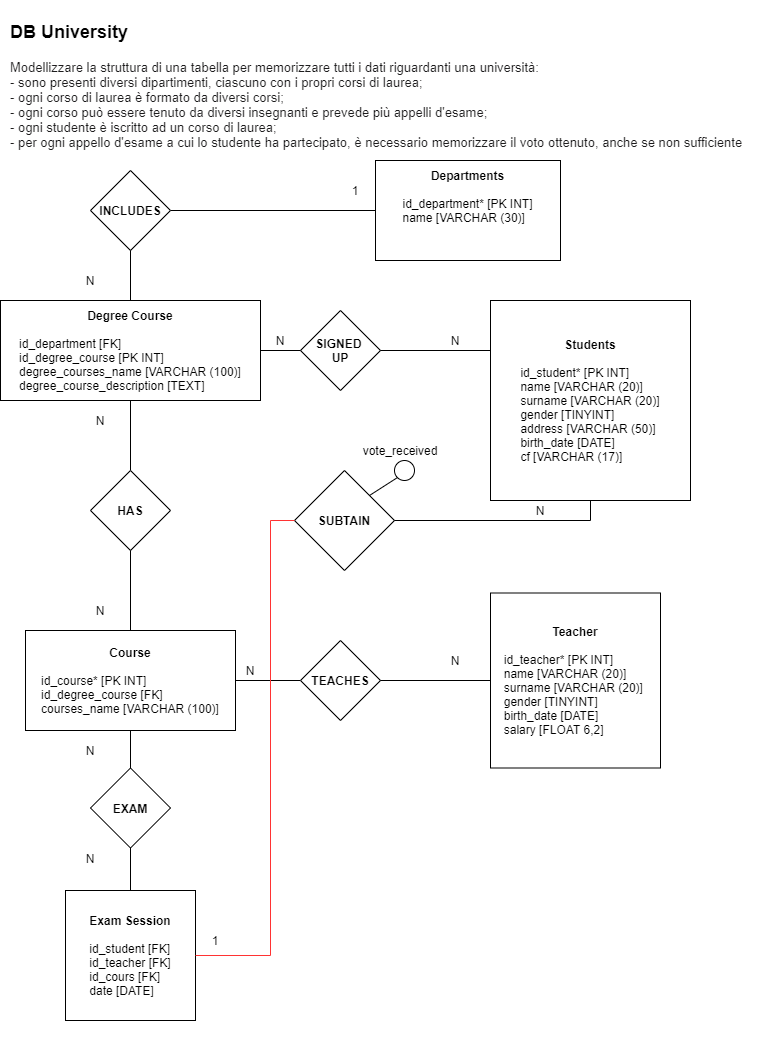 DB University
Modellizzare la struttura di una tabella per memorizzare tutti i dati riguardanti una università:
- sono presenti diversi dipartimenti, ciascuno con i propri corsi di laurea;
- ogni corso di laurea è formato da diversi corsi;
- ogni corso può essere tenuto da diversi insegnanti e prevede più appelli d'esame;
- ogni studente è iscritto ad un corso di laurea;
- per ogni appello d'esame a cui lo studente ha partecipato, è necessario memorizzare il voto ottenuto, anche se non sufficiente
INCLUDES
1
Departments
id_department* [PK INT]
name [VARCHAR (30)]
N
Degree Course
id_department [FK]
id_degree_course [PK INT]
degree_courses_name [VARCHAR (100)]
degree_course_description [TEXT]
N
SIGNED
UP
N
Students
id_student* [PK INT]
name [VARCHAR (20)]
surname [VARCHAR (20)]
gender [TINYINT]
address [VARCHAR (50)]
birth_date [DATE]
cf [VARCHAR (17)]
N
HAS
N
vote_received
SUBTAIN
N
Course
id_course* [PK INT]
id_degree_course [FK]
courses_name [VARCHAR (100)]
N
TEACHES
N
Teacher
id_teacher* [PK INT]
name [VARCHAR (20)]
surname [VARCHAR (20)]
gender [TINYINT]
birth_date [DATE]
salary [FLOAT 6,2]
N
EXAM
N
Exam Session
id_student [FK]
id_teacher [FK]
id_cours [FK]
date [DATE]
1